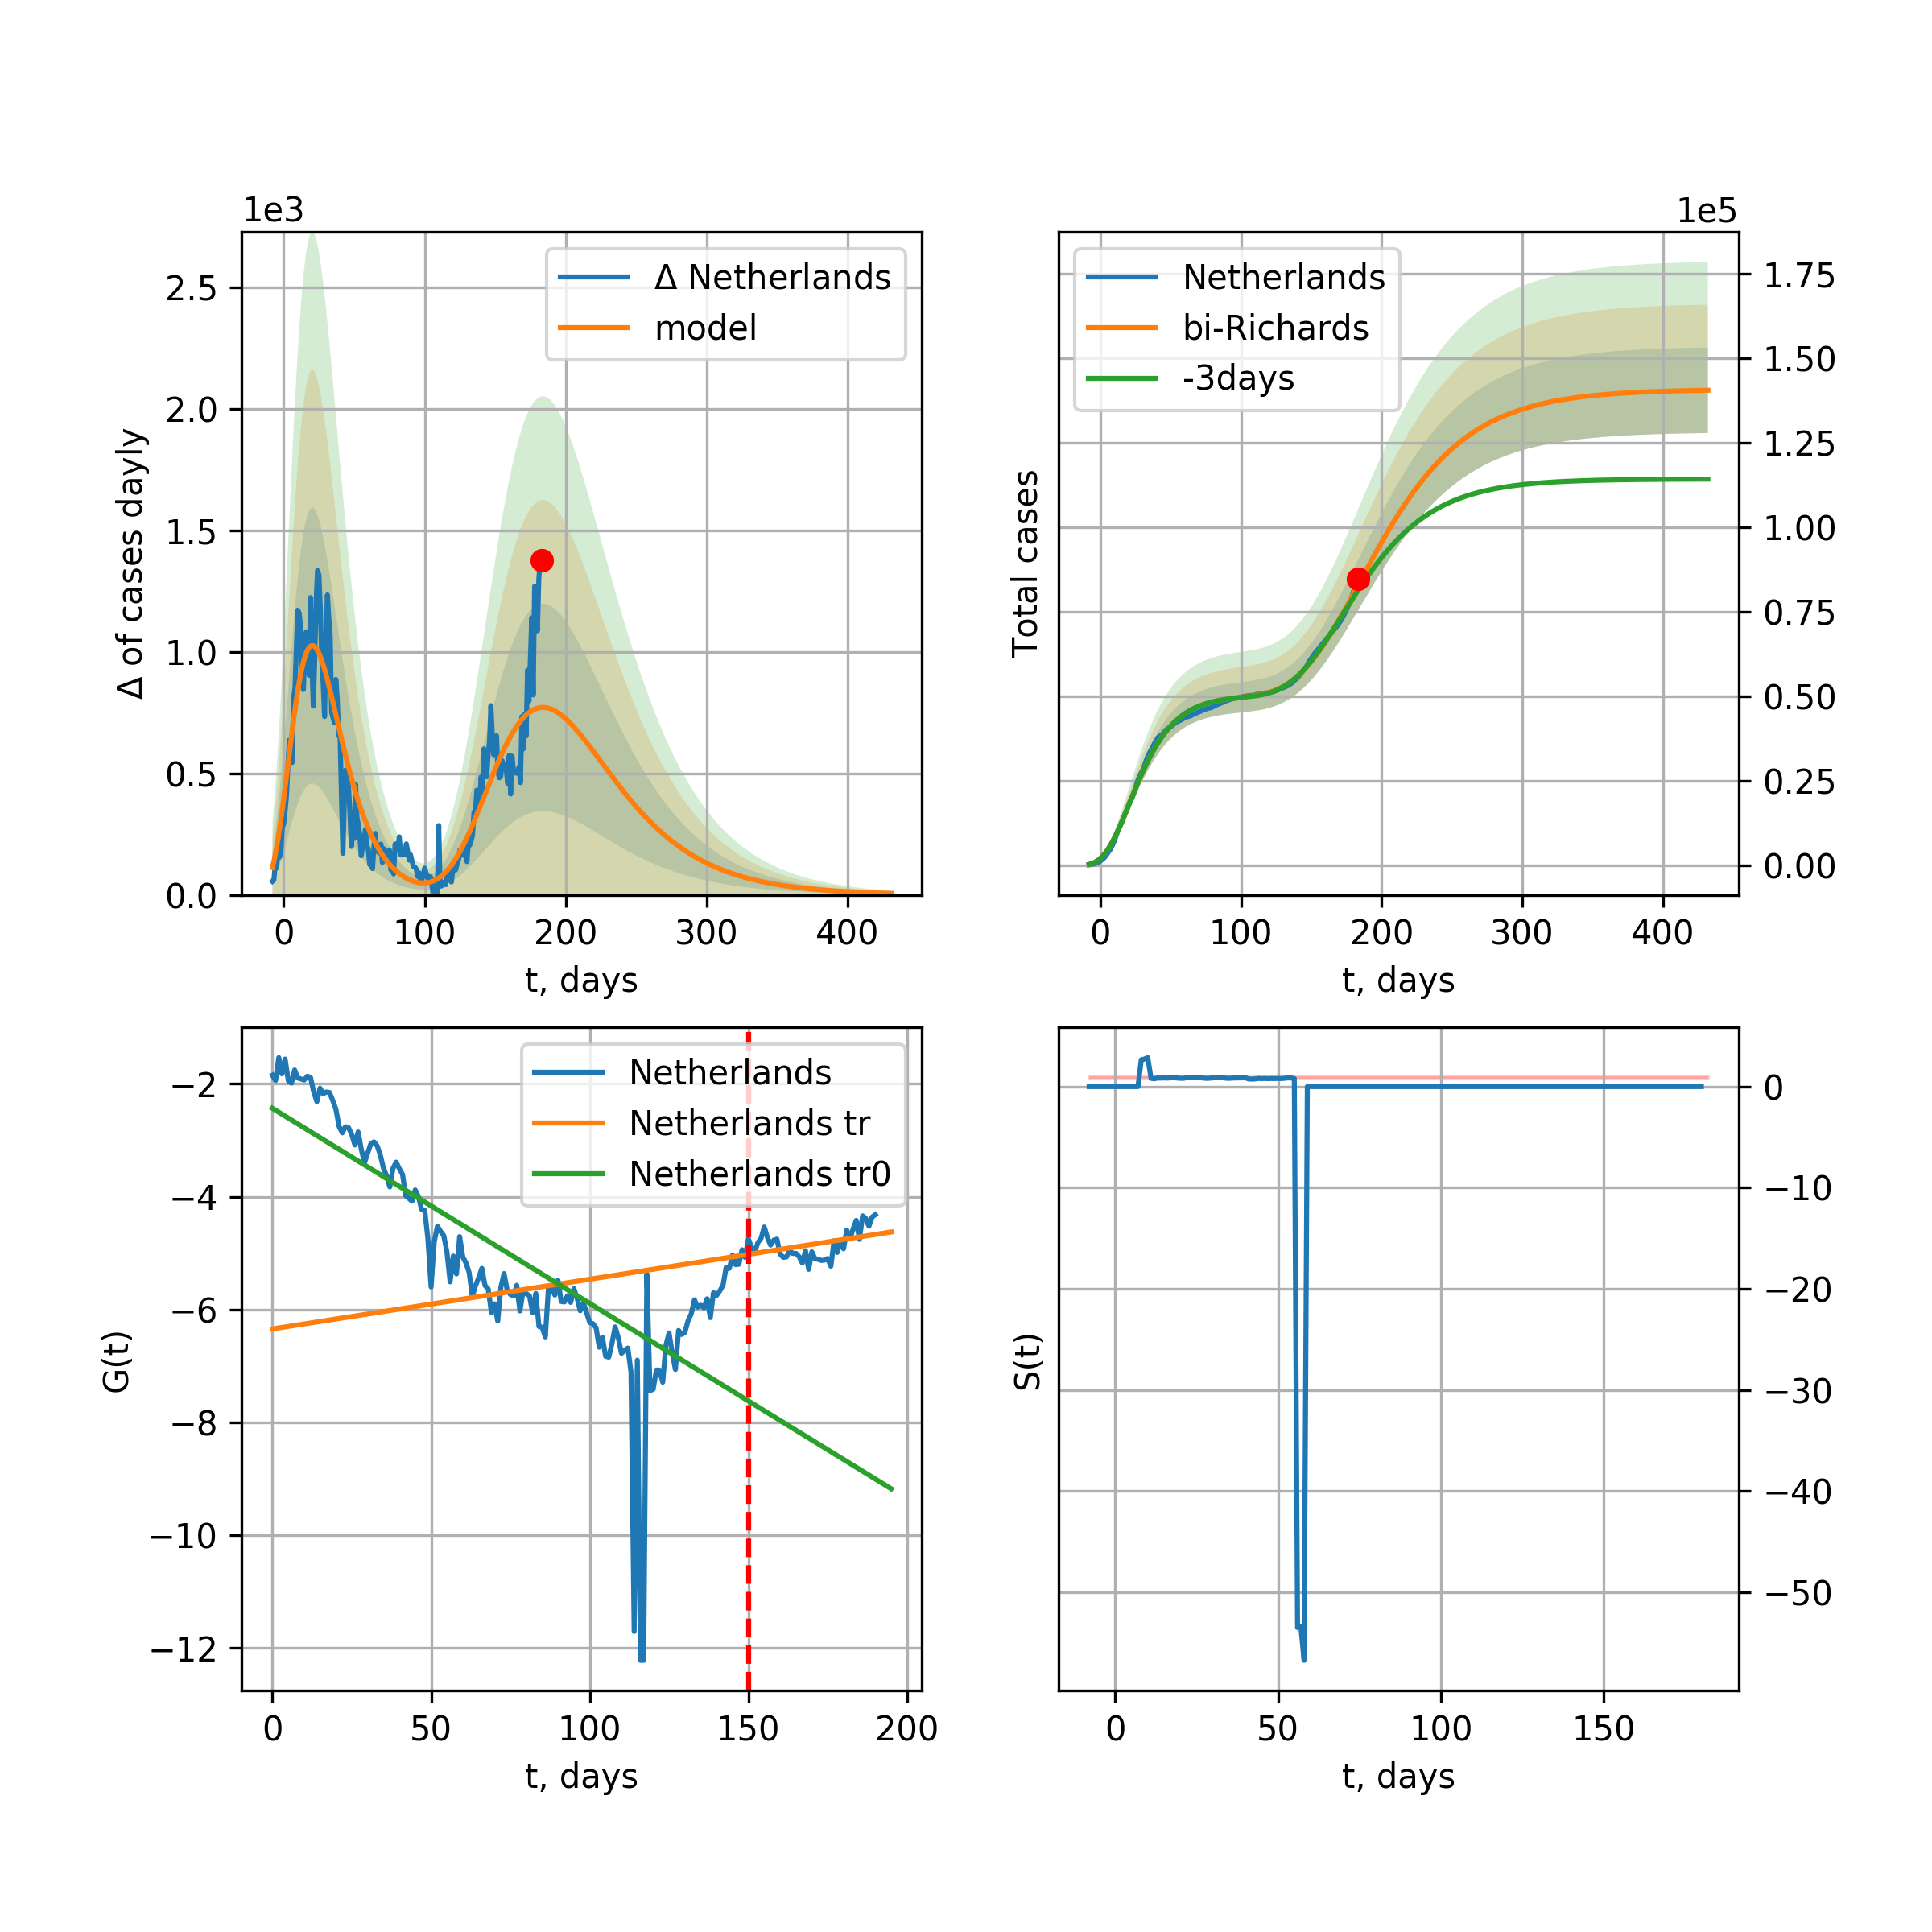 1e3
Δ of cases dayly
2.5
2.0
1.5
1.0
0.5
0.0
Δ Netherlands
model
0 100 200 300 400
t, days
1e5
Total cases
Netherlands
bi-Richards
-3days
1.75
1.50
1.25
1.00
0.75
0.50
0.25
0.00
0 100 200 300 400
t, days
G(t)
−2
−4
−6
−8
−10
−12
Netherlands
Netherlands tr
Netherlands tr0
0 50 100 150 200
t, days
S(t)
0
−10
−20
−30
−40
−50
0 50 100 150
t, days